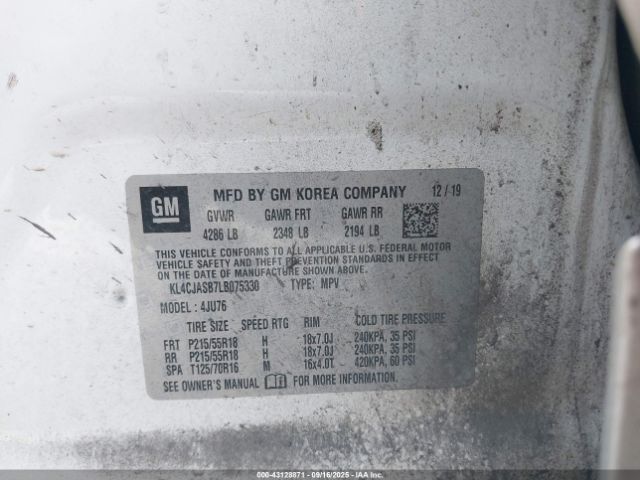 GM MFD BY GM KOREA COMPANY 12 / 19
GVWR GAWR FRT GAWR RR
4286 LB 2348 LB 2194 LB
THIS VEHICLE CONFORMS TO ALL APPLICABLE U.S. FEDERAL MOTOR
VEHICLE SAFETY AND THEFT PREVENTION STANDARDS IN EFFECT
ON THE DATE OF MANUFACTURE SHOWN ABOVE.
KL4CJASB7LB075330 TYPE: MPV
MODEL : 4JU76
TIRE SIZE SPEED RTG RIM COLD TIRE PRESSURE
FRT P215/55R18 H 18x7.0J 240KPA, 35 PSI
RR P215/55R18 H 18x7.0J 240KPA, 35 PSI
SPA T125/70R16 M 16x4.0T 420KPA, 60 PSI
SEE OWNER'S MANUAL FOR MORE INFORMATION.
000-43128871 - 09/16/2025 - IAAI.COM